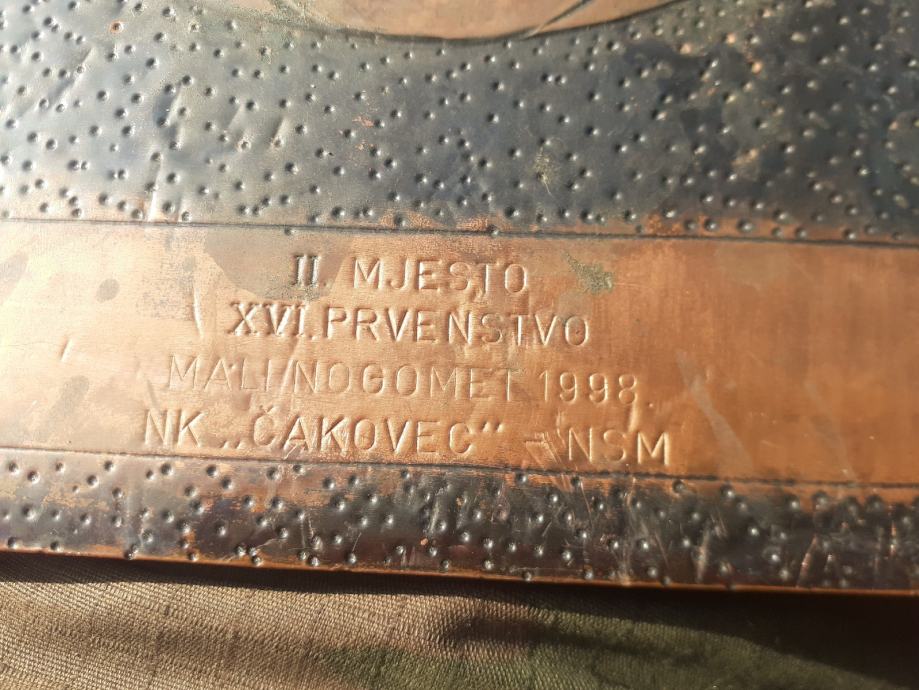 II. MJESTO
XVI. PRVENSTVO
MALI NOGOMET 1998.
NK „ČAKOVEC“ - NSM